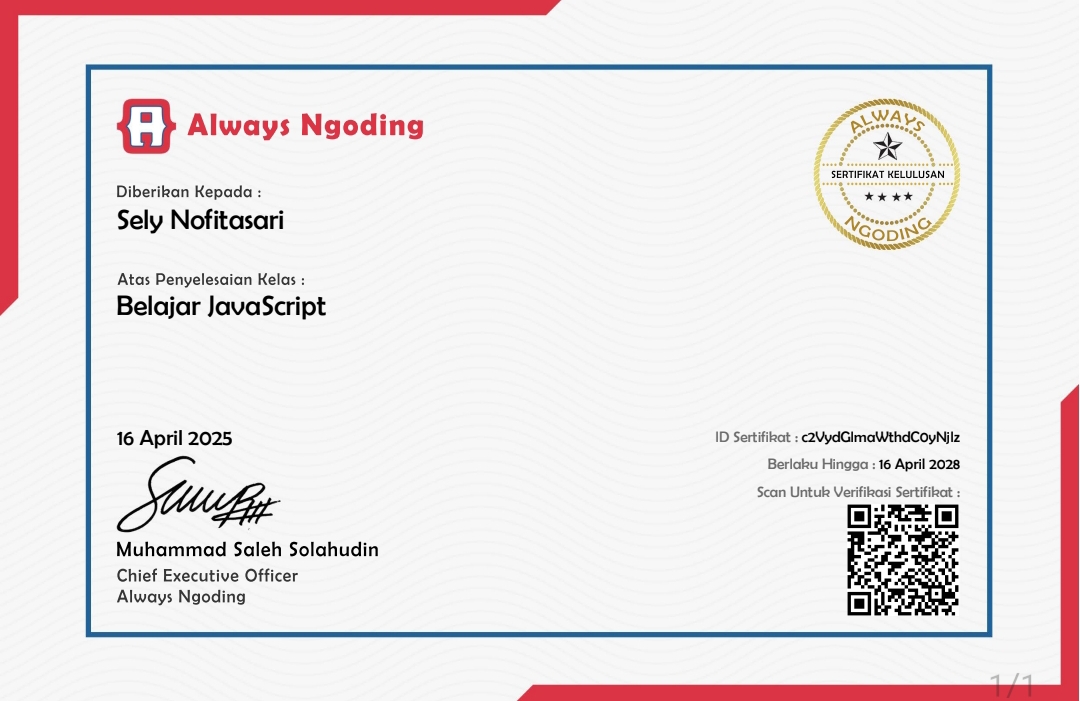 Always Ngoding
ALWAYS
SERTIFIKAT KELULUSAN
NGODING
Diberikan Kepada :
Sely Nofitasari
Atas Penyelesaian Kelas :
Belajar JavaScript
16 April 2025
Muhammad Saleh Solahudin
Chief Executive Officer
Always Ngoding
ID Sertifikat : c2VydGlmaWthdC0yNjIz
Berlaku Hingga : 16 April 2028
Scan Untuk Verifikasi Sertifikat :
1/1